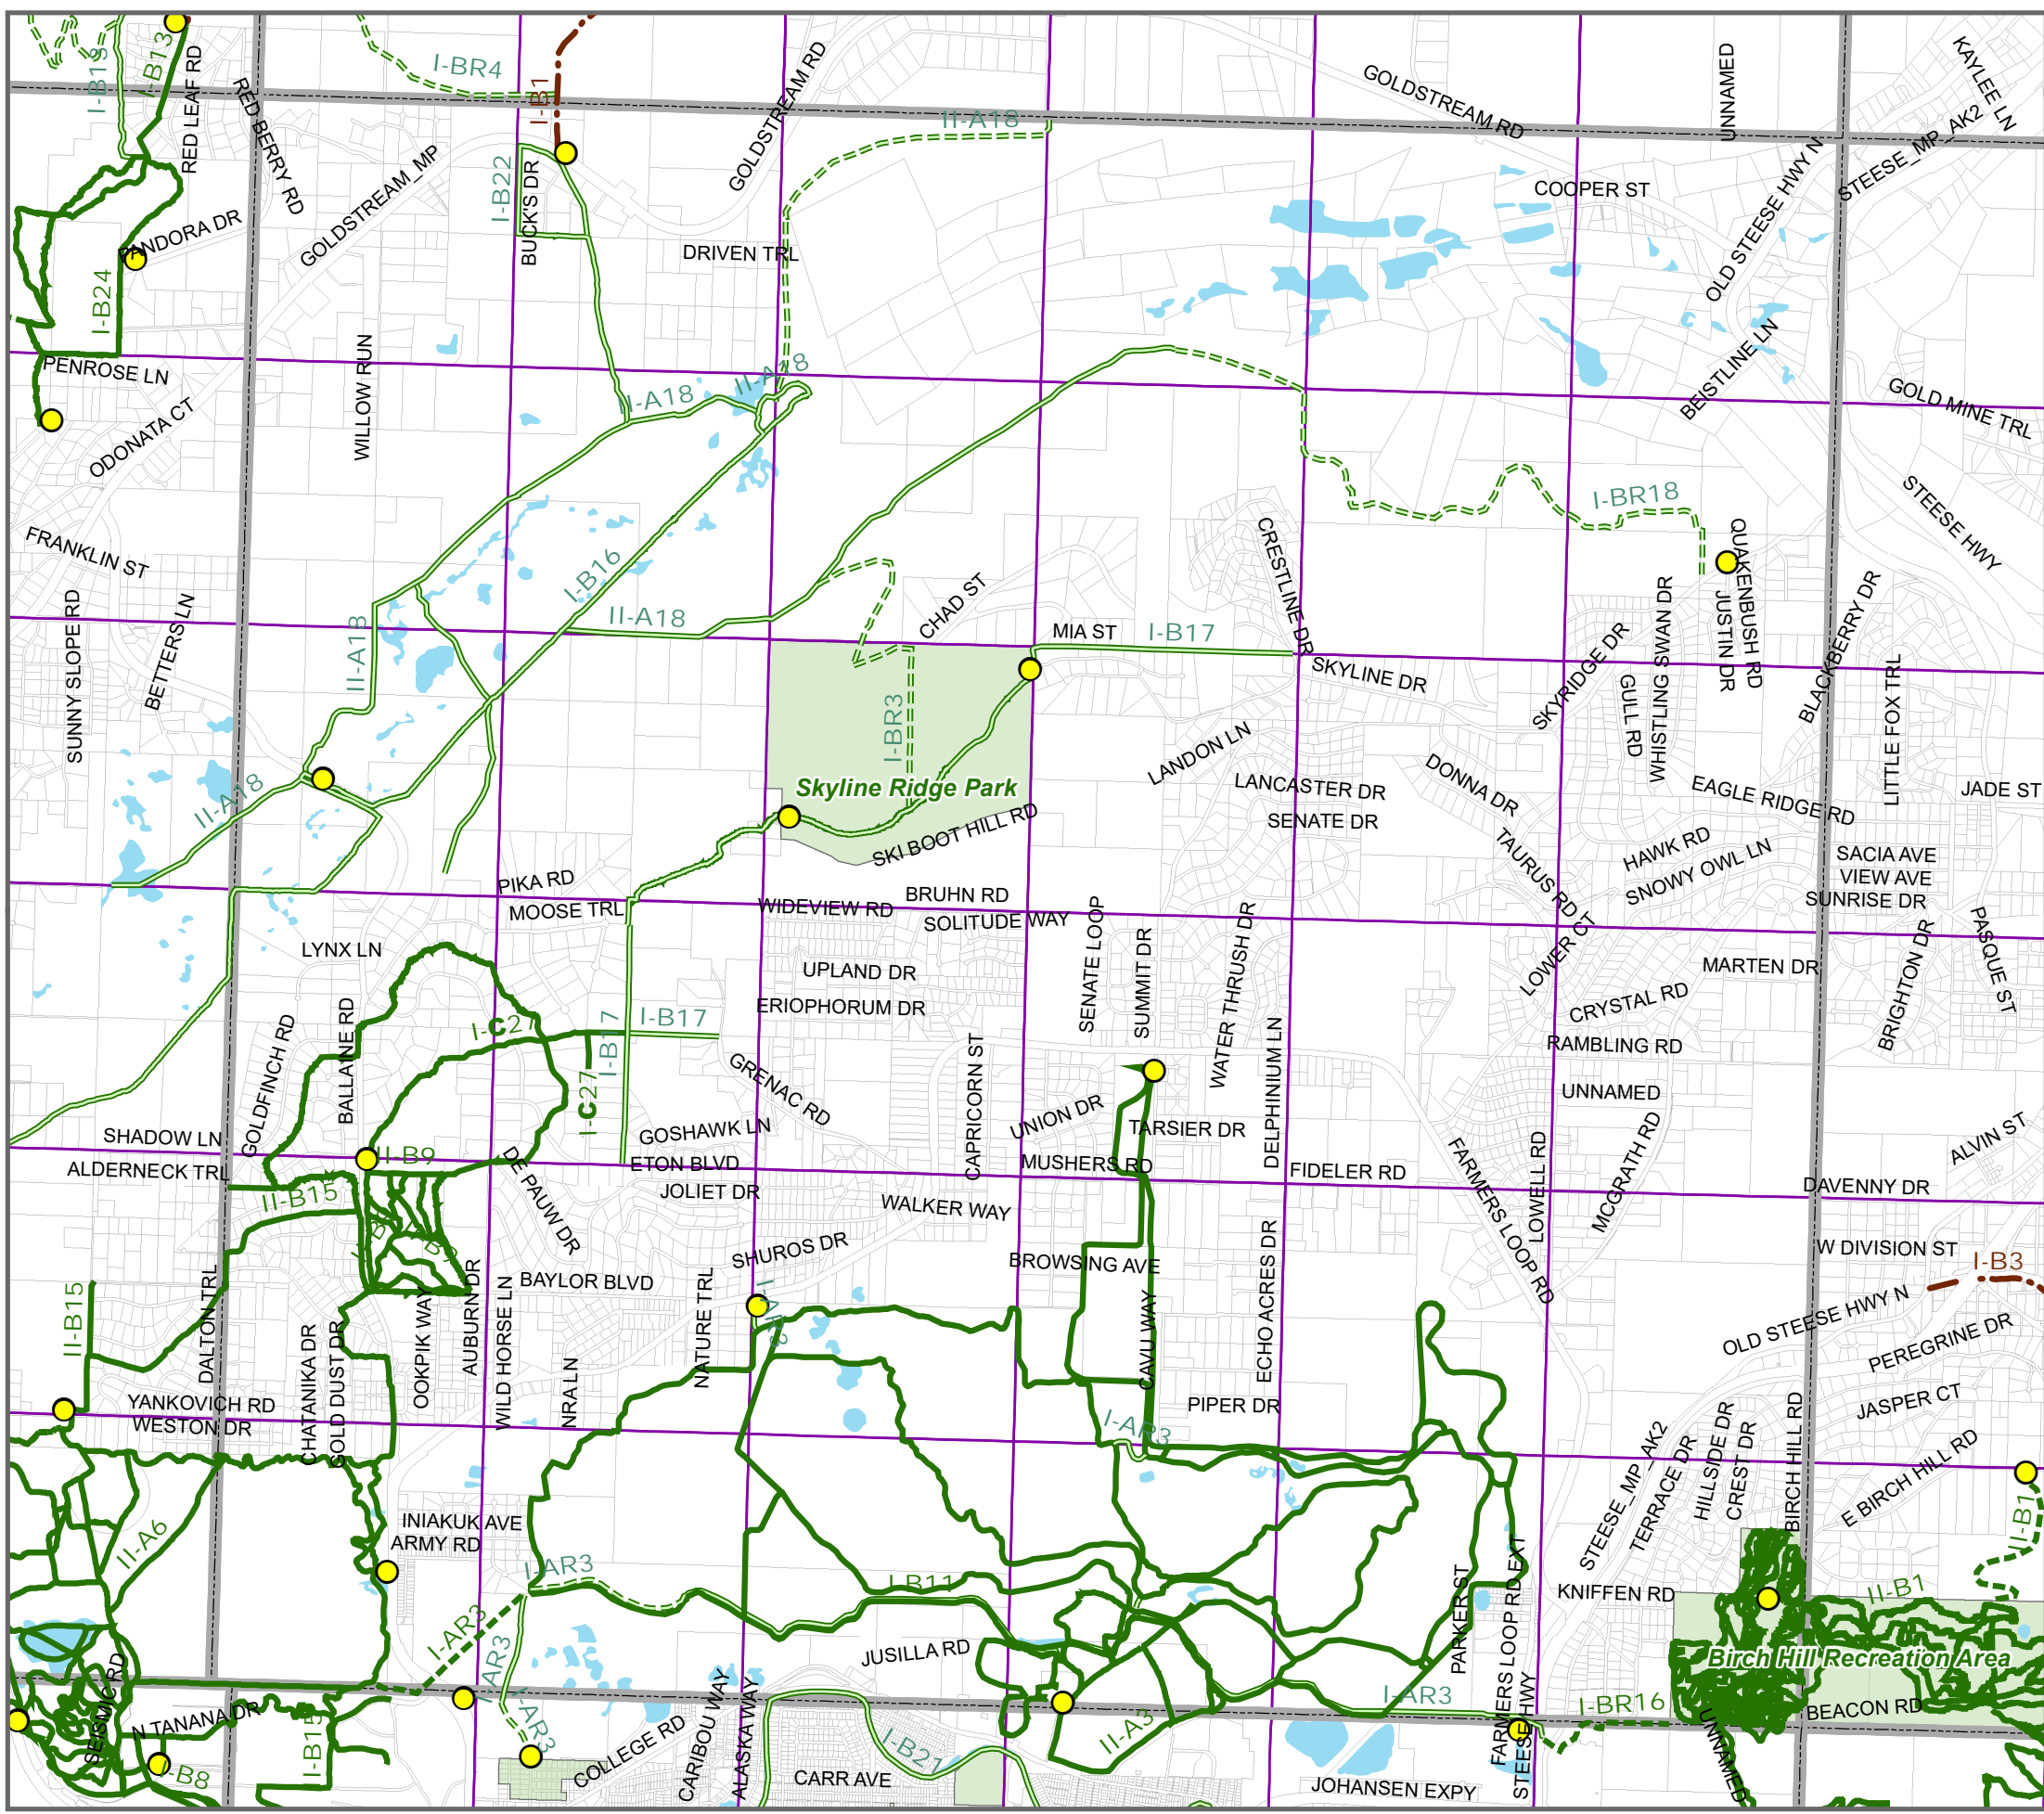 I-B13
I-B13
RED LEAF RD
RED BERRY RD
I-BR4
I-B1
GOLDSTREAM RD
II-A18
GOLDSTREAM RD
UNNAMED
KAYLEE LN
STEESE_MP_AK2
GOLDSTREAM_MP
I-B22
BUCK'S DR
COOPER ST
OLD STEESE HWY N
PANDORA DR
DRIVEN TRL
I-B24
PENROSE LN
WILLOW RUN
II-A18
II-A18
BEISTLINE LN
GOLD MINE TRL
ODONATA CT
I-BR18
STEESE HWY
FRANKLIN ST
CRESTLINE DR
QUAKENBUSH RD
JUSTIN DR
I-B16
SUNNY SLOPE RD
BETTERS LN
II-A18
II-A18
CHAD ST
MIA ST
I-B17
SKYLINE DR
SKYRIDGE DR
WHISTLING SWAN DR
GULL RD
BLACKBERRY DR
LITTLE FOX TRL
I-BR3
LANDON LN
DONNA DR
II-A18
Skyline Ridge Park
LANCASTER DR
EAGLE RIDGE RD
JADE ST
SENATE DR
SKI BOOT HILL RD
TAURUS RD
CT
HAWK RD
SNOWY OWL LN
SACIA AVE
VIEW AVE
SUNRISE DR
PIKA RD
MOOSE TRL
BRUHN RD
WIDEVIEW RD
SOLITUDE WAY
SENATE LOOP
SUMMIT DR
WATER THRUSH DR
LOWER CT
PASQUE ST
BRIGHTON DR
LYNX LN
UPLAND DR
MARTEN DR
ERIOPHORUM DR
CRYSTAL RD
GOLDFINCH RD
BALLAINE RD
I-C27
I-B17
I-B17
I-C27
GRENAC RD
CAPRICORN ST
DELPHINIUM LN
RAMBLING RD
UNNAMED
UNION DR
TARSIER DR
SHADOW LN
GOSHAWK LN
ALDERNECK TRL
II-B9
DE PAUW DR
ETON BLVD
MUSHERS RD
FIDELER RD
FARMERS LOOP RD
LOWELL RD
MCGRATH RD
ALVIN ST
DAVENNY DR
II-B15
JOLIET DR
WALKER WAY
SHUROS DR
BROWSING AVE
ECHO ACRES DR
W DIVISION ST
I-B3
II-B15
DALTON TRL
BAYLOR BLVD
AUBURN DR
OOKPIK WAY
WILD HORSE LN
NATURE TRL
I-AR3
CAVU WAY
OLD STEESE HWY N
PEREGRINE DR
CHATANIKA DR
GOLD DUST DR
NRA LN
YANKOVICH RD
WESTON DR
PIPER DR
I-AR3
JASPER CT
BIRCH HILL RD
STEESE_MP_AK2
TERRACE DR
HILLSIDE DR
CREST DR
E BIRCH HILL RD
II-B1
II-A6
INIAKUK AVE
ARMY RD
I-AR3
I-B11
PARKER ST
FARMERS LOOP RD EXT
KNIFFEN RD
II-B1
I-AR3
I-AR3
JUSILLA RD
Birch Hill Recreation Area
SEISMIC RD
N TANANA DR
I-B15
I-AR3
COLLEGE RD
CARIBOU WAY
ALASKA WAY
I-B21
II-A3
I-AR3
STEESE HWY
I-BR16
BEACON RD
UNNAMED
I-B8
CARR AVE
JOHANSEN EXPY